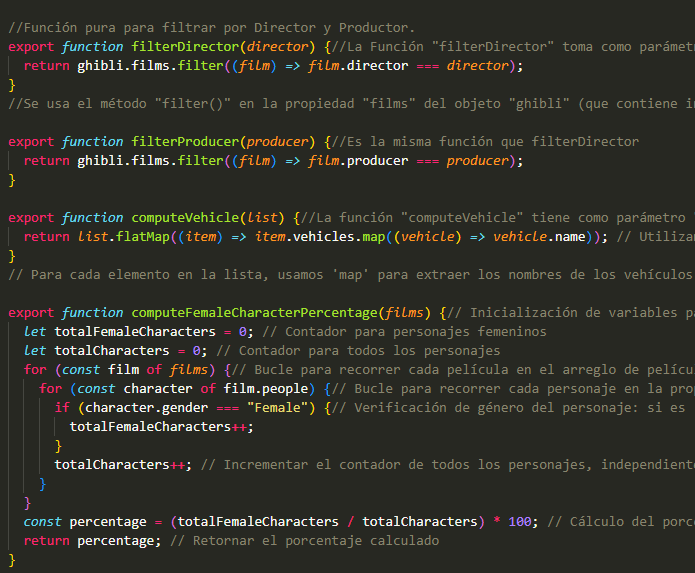 //Función pura para filtrar por Director y Productor.
export function filterDirector(director) {//La Función "filterDirector" toma como parámetr
return ghibli.films.filter((film) => film.director === director);
}
//Se usa el método "filter()" en la propiedad "films" del objeto "ghibli" (que contiene in
export function filterProducer(producer) {//Es la misma función que filterDirector
return ghibli.films.filter((film) => film.producer === producer);
}
export function computeVehicle(list) {//La función "computeVehicle" tiene como parámetro
return list.flatMap((item) => item.vehicles.map((vehicle) => vehicle.name)); // Utilizan
}
// Para cada elemento en la lista, usamos 'map' para extraer los nombres de los vehículos
export function computeFemaleCharacterPercentage(films) {// Inicialización de variables pa
let totalFemaleCharacters = 0; // Contador para personajes femeninos
let totalCharacters = 0; // Contador para todos los personajes
for (const film of films) {// Bucle para recorrer cada película en el arreglo de películ
for (const character of film.people) {// Bucle para recorrer cada personaje en la prop
if (character.gender === "Female") {// Verificación de género del personaje: si es
totalFemaleCharacters++;
}
totalCharacters++; // Incrementar el contador de todos los personajes, independient
}
}
const percentage = (totalFemaleCharacters / totalCharacters) * 100; // Cálculo del porce
return percentage; // Retornar el porcentaje calculado
}